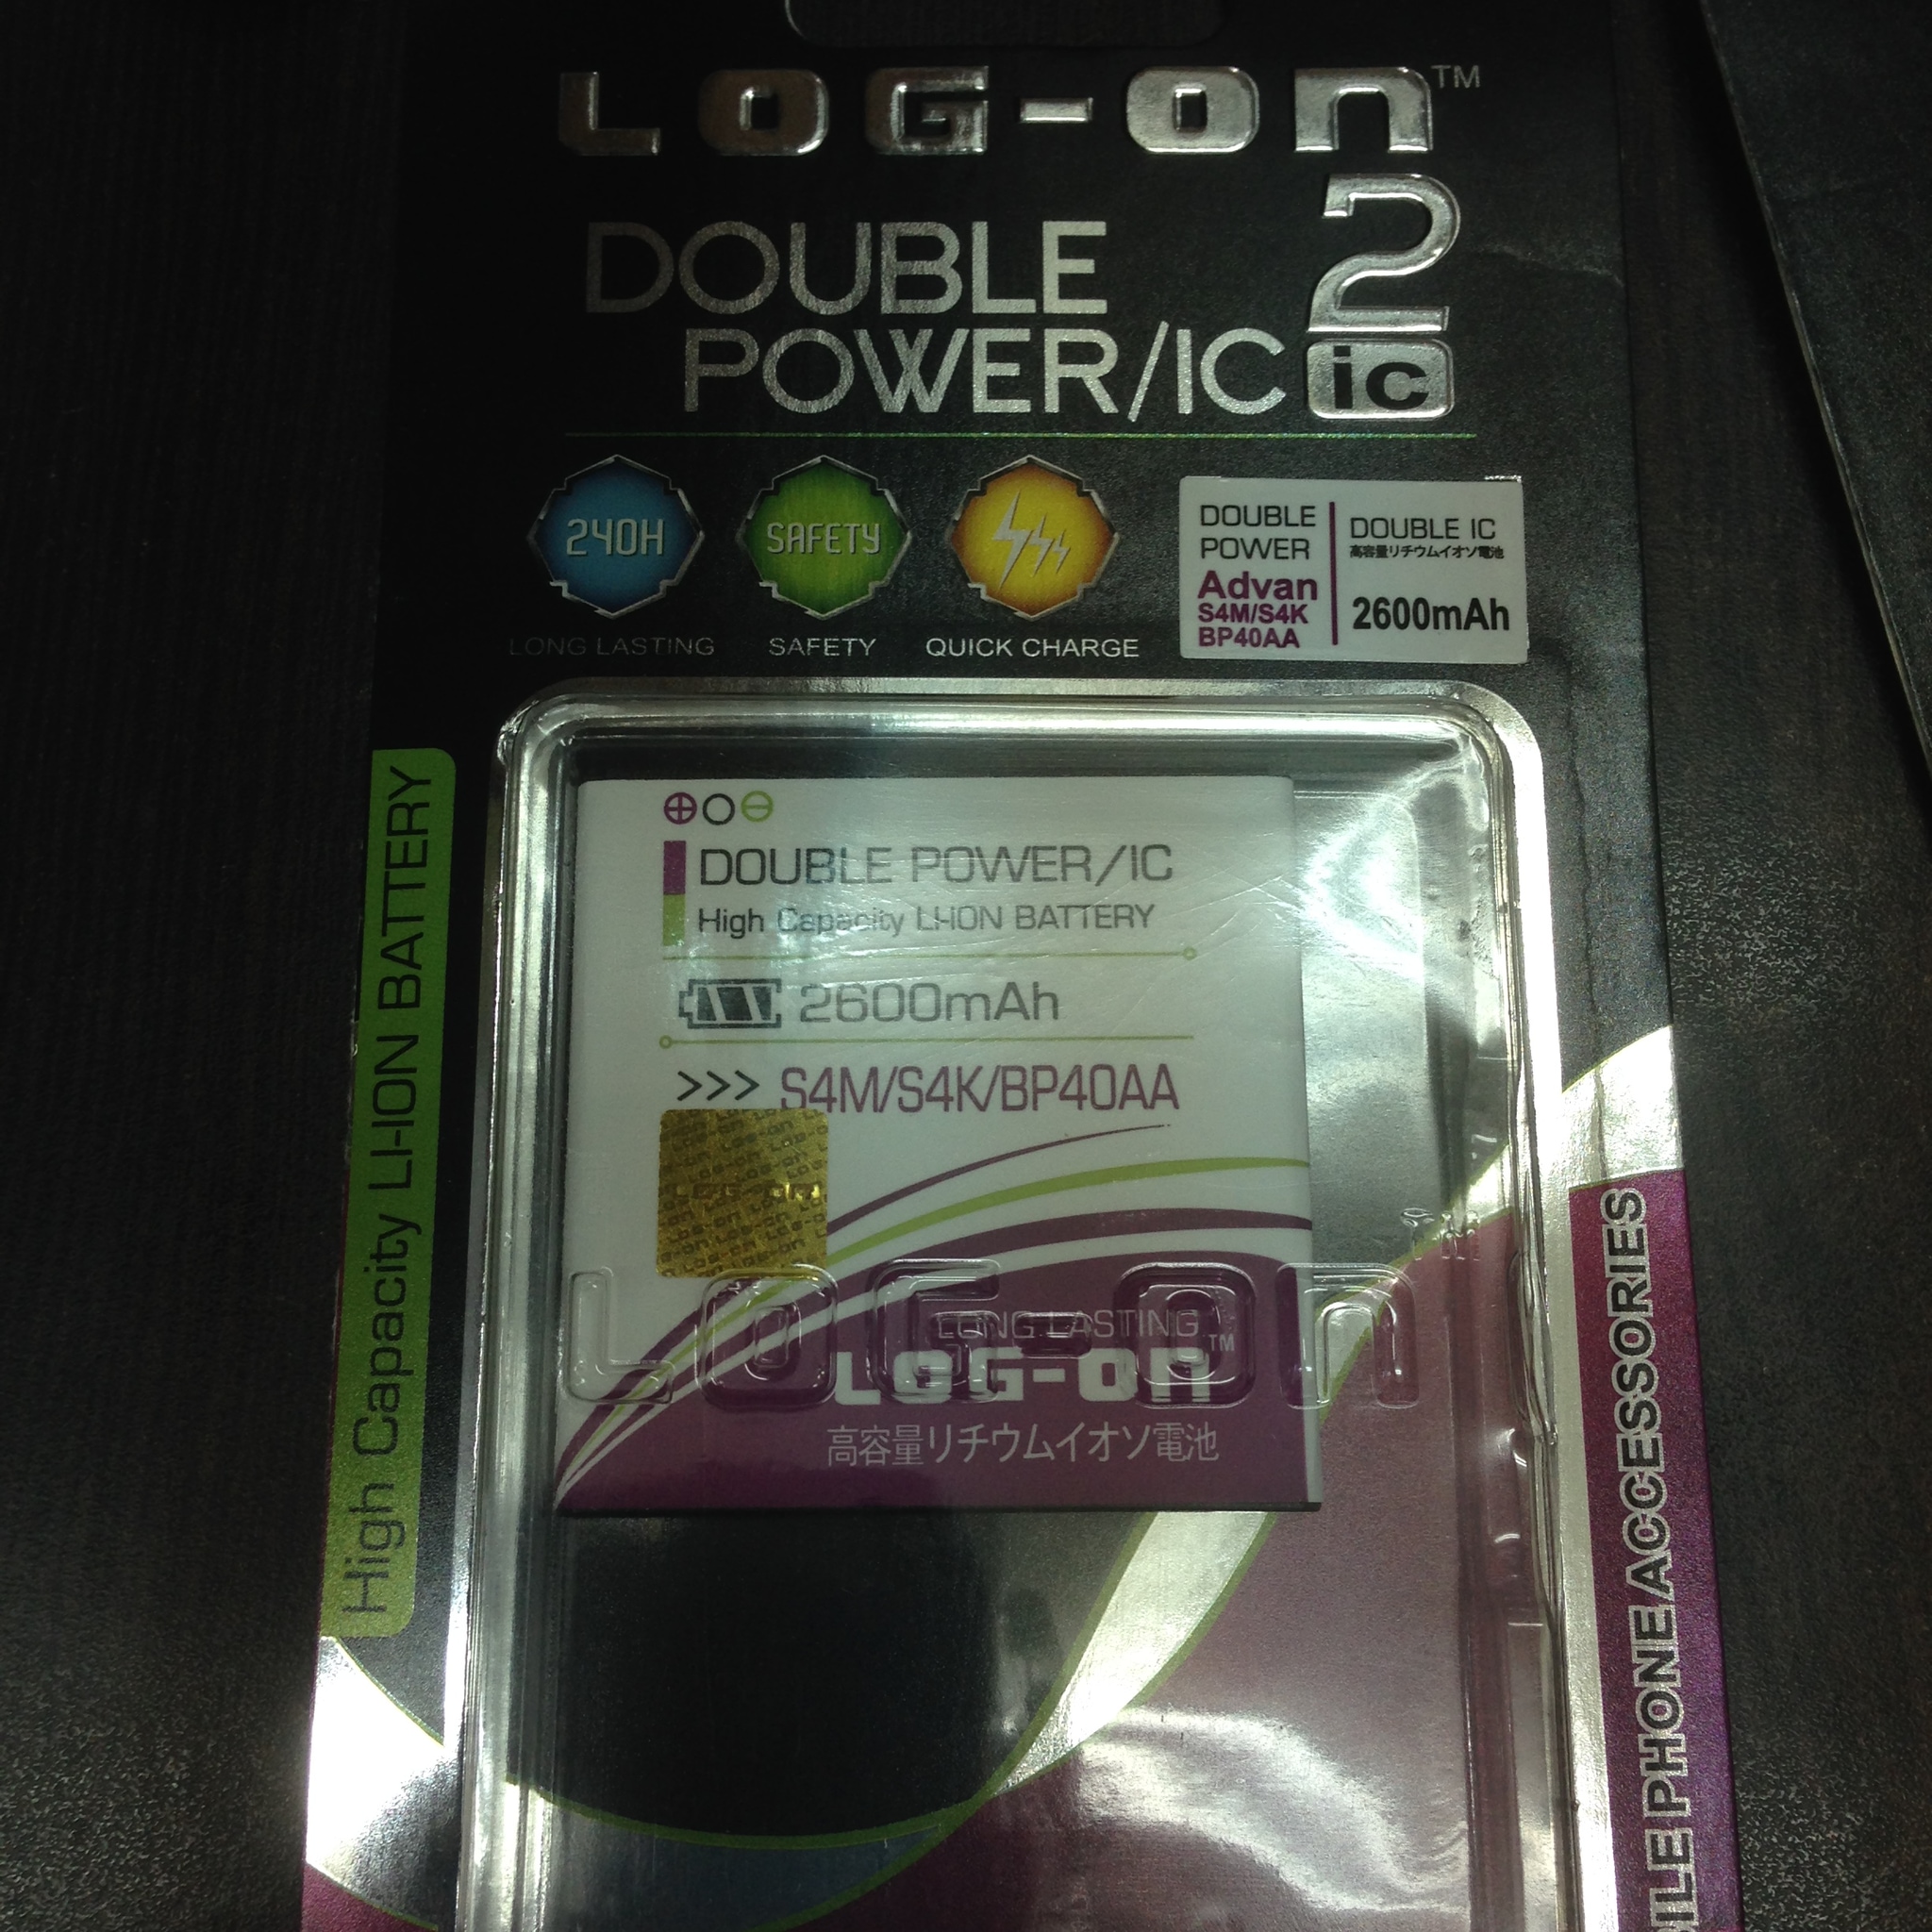 LOG-On™
DOUBLE
POWER/IC
2
ic
240H
SAFETY
LONG LASTING
SAFETY
QUICK CHARGE
DOUBLE
POWER
Advan
S4M/S4K
BP40AA
DOUBLE IC
高容量リチウムイオソ電池
2600mAh
High Capacity LI-ION BATTERY
DOUBLE POWER/IC
High Capacity LI-ION BATTERY
2600mAh
>>> S4M/S4K/BP40AA
LOG-On
LOG-On
LONG LASTING
LOG-On™
高容量リチウムイオソ電池
PHONE ACCESSORIES